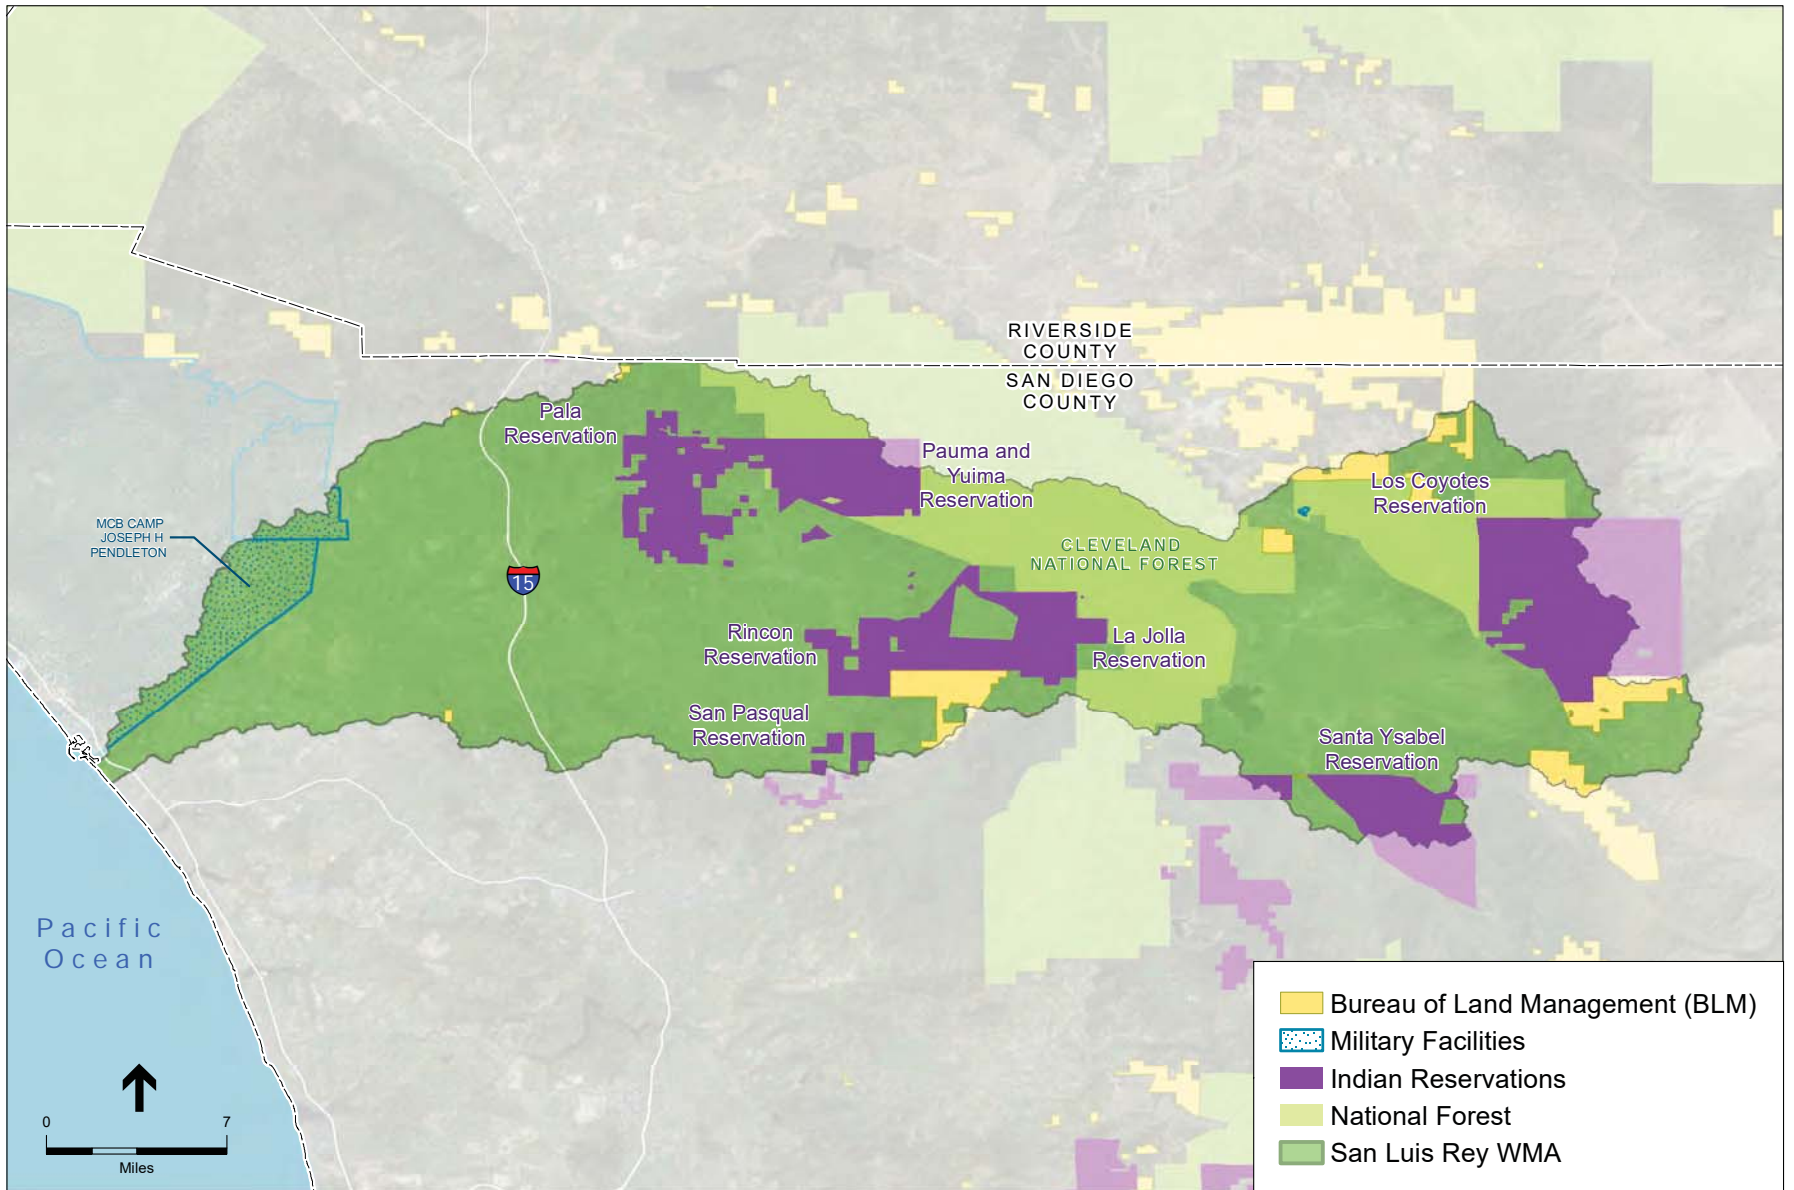 RIVERSIDE
COUNTY
SAN DIEGO
COUNTY
Pala
Reservation
Pauma and
Yuima
Reservation
Los Coyotes
Reservation
MCB CAMP
JOSEPH H
PENDLETON
CLEVELAND
NATIONAL FOREST
15
Rincon
Reservation
La Jolla
Reservation
San Pasqual
Reservation
Santa Ysabel
Reservation
Pacific
Ocean
0 7
Miles
Bureau of Land Management (BLM)
Military Facilities
Indian Reservations
National Forest
San Luis Rey WMA